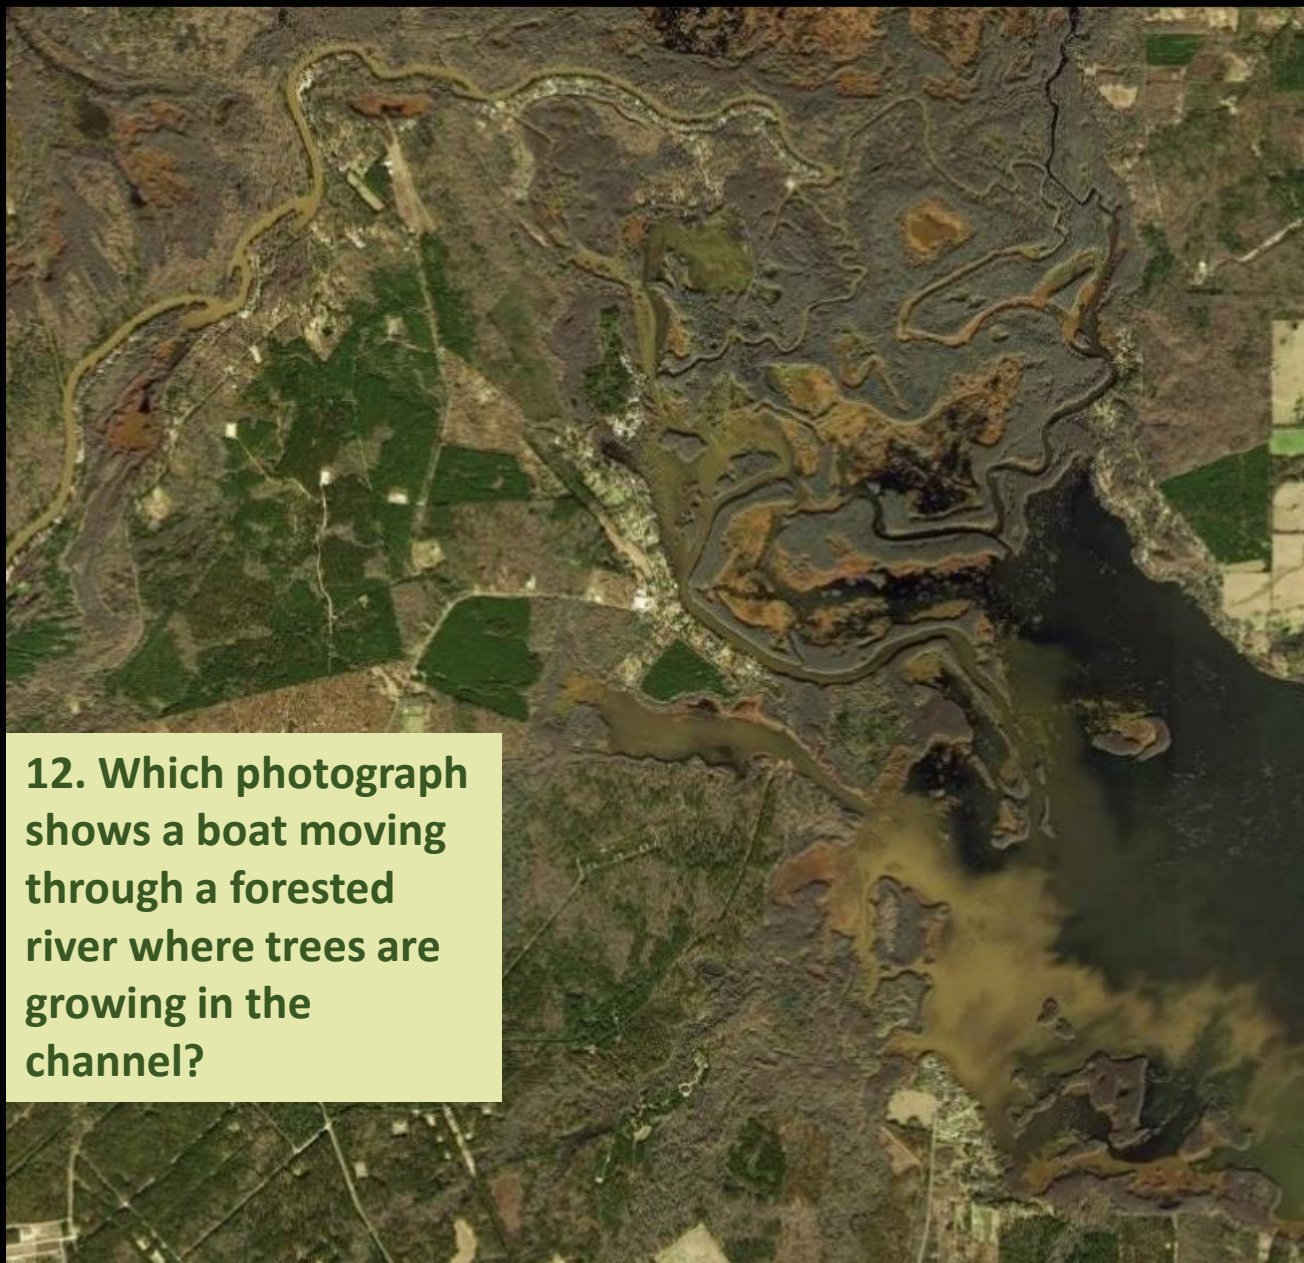 12. Which photograph
shows a boat moving
through a forested
river where trees are
growing in the
channel?